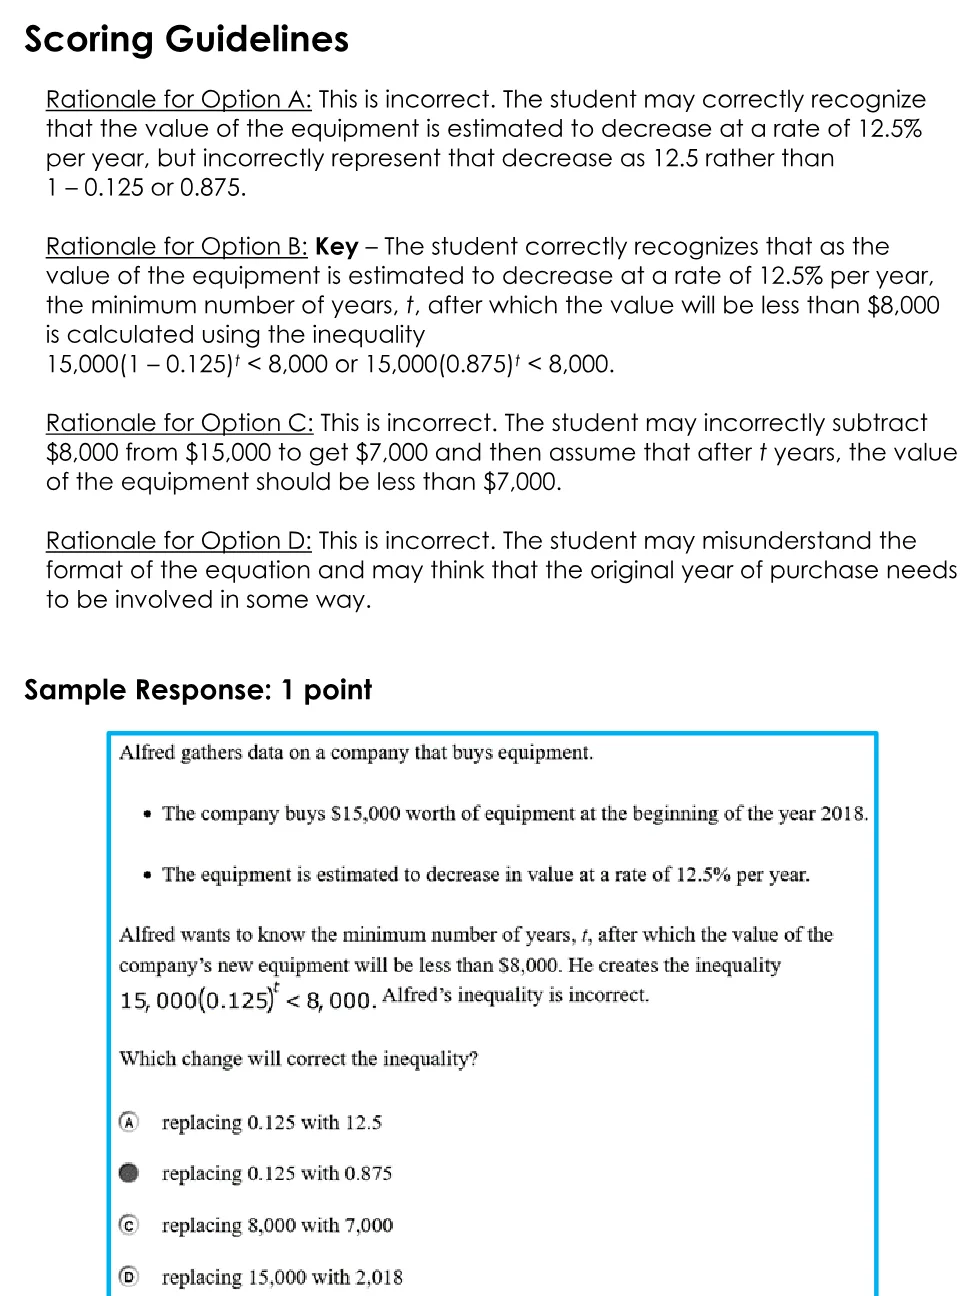 Scoring Guidelines
Rationale for Option A: This is incorrect. The student may correctly recognize
that the value of the equipment is estimated to decrease at a rate of 12.5%
per year, but incorrectly represent that decrease as 12.5 rather than
1 – 0.125 or 0.875.
Rationale for Option B: Key – The student correctly recognizes that as the
value of the equipment is estimated to decrease at a rate of 12.5% per year,
the minimum number of years, t, after which the value will be less than $8,000
is calculated using the inequality
15,000(1 – 0.125)^t < 8,000 or 15,000(0.875)^t < 8,000.
Rationale for Option C: This is incorrect. The student may incorrectly subtract
$8,000 from $15,000 to get $7,000 and then assume that after t years, the value
of the equipment should be less than $7,000.
Rationale for Option D: This is incorrect. The student may misunderstand the
format of the equation and may think that the original year of purchase needs
to be involved in some way.
Sample Response: 1 point
Alfred gathers data on a company that buys equipment.
• The company buys $15,000 worth of equipment at the beginning of the year 2018.
• The equipment is estimated to decrease in value at a rate of 12.5% per year.
Alfred wants to know the minimum number of years, t, after which the value of the
company's new equipment will be less than $8,000. He creates the inequality
15,000(0.125)^t < 8,000. Alfred's inequality is incorrect.
Which change will correct the inequality?
A replacing 0.125 with 12.5
replacing 0.125 with 0.875
C replacing 8,000 with 7,000
D replacing 15,000 with 2,018